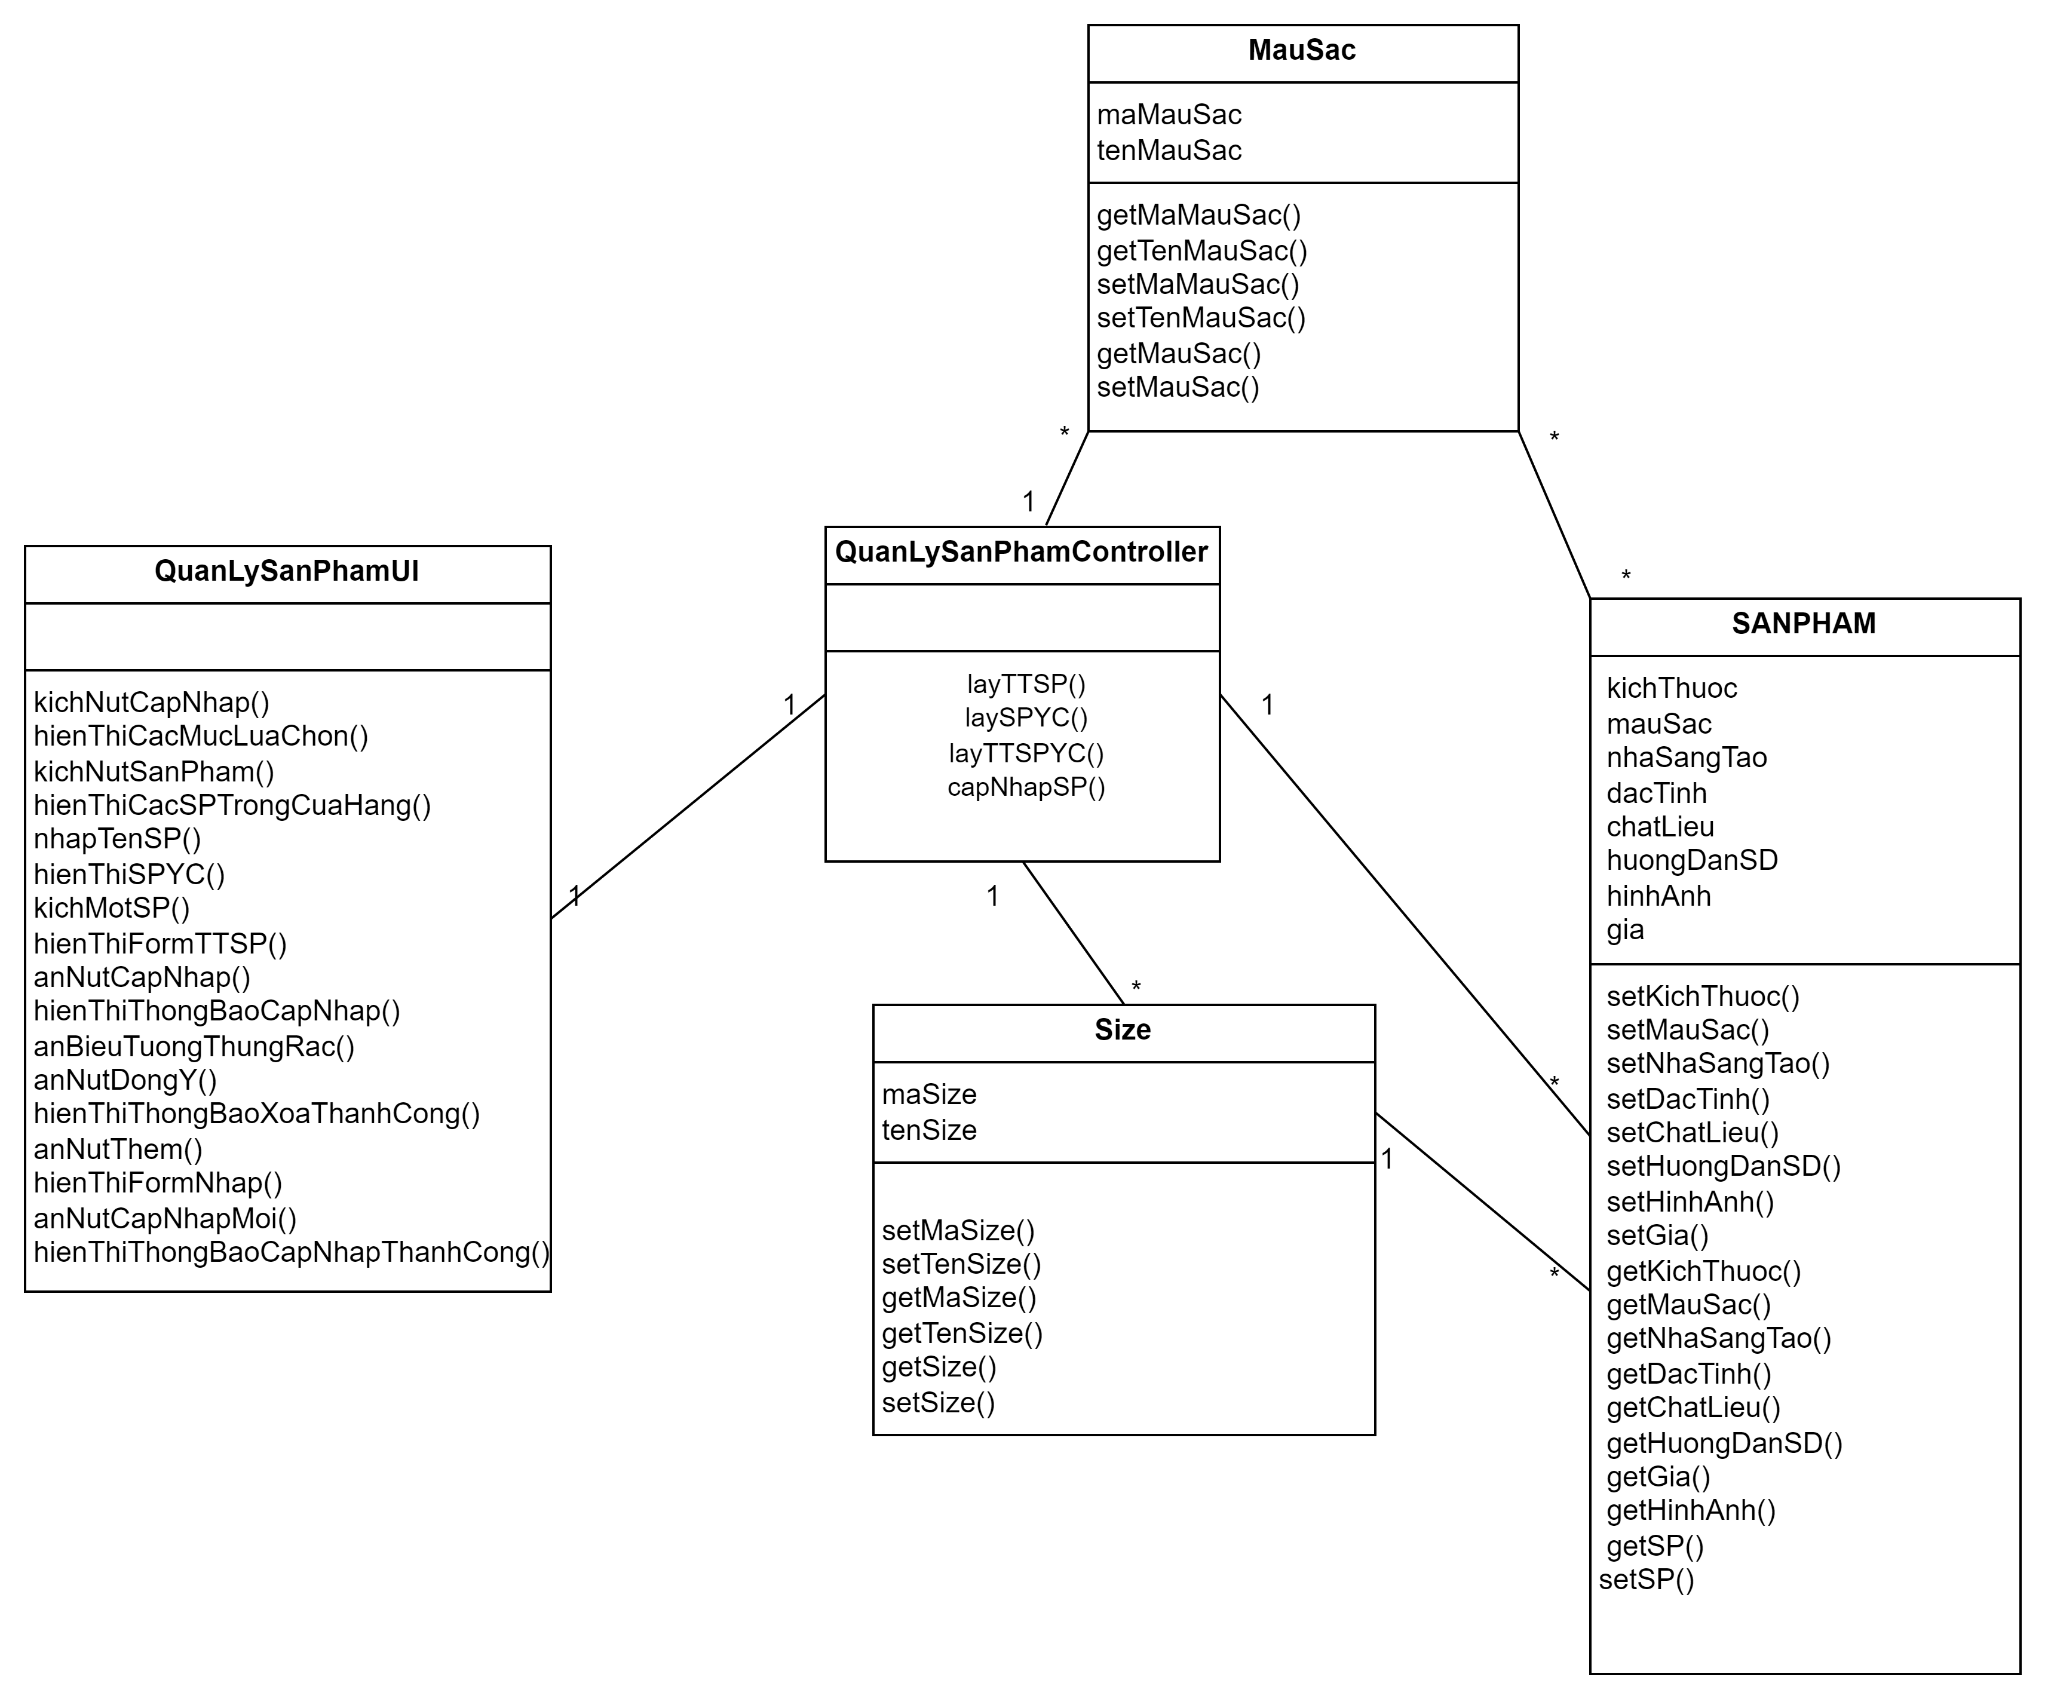 MauSac
maMauSac
tenMauSac
getMaMauSac()
getTenMauSac()
setMaMauSac()
setTenMauSac()
getMauSac()
setMauSac()
*
*
1
*
QuanLySanPhamUI
kichNutCapNhap()
hienThiCacMucLuaChon()
kichNutSanPham()
hienThiCacSPTrongCuaHang()
nhapTenSP()
hienThiSPYC()
kichMotSP()
hienThiFormTTSP()
anNutCapNhap()
hienThiThongBaoCapNhap()
anBieuTuongThungRac()
anNutDongY()
hienThiThongBaoXoaThanhCong()
anNutThem()
hienThiFormNhap()
anNutCapNhapMoi()
hienThiThongBaoCapNhapThanhCong()
1
1
QuanLySanPhamController
layTTSP()
laySPYC()
layTTSPYC()
capNhapSP()
1
1
*
*
Size
maSize
tenSize
setMaSize()
setTenSize()
getMaSize()
getTenSize()
getSize()
setSize()
1
*
SANPHAM
kichThuoc
mauSac
nhaSangTao
dacTinh
chatLieu
huongDanSD
hinhAnh
gia
setKichThuoc()
setMauSac()
setNhaSangTao()
setDacTinh()
setChatLieu()
setHuongDanSD()
setHinhAnh()
setGia()
getKichThuoc()
getMauSac()
getNhaSangTao()
getDacTinh()
getChatLieu()
getHuongDanSD()
getGia()
getHinhAnh()
getSP()
setSP()